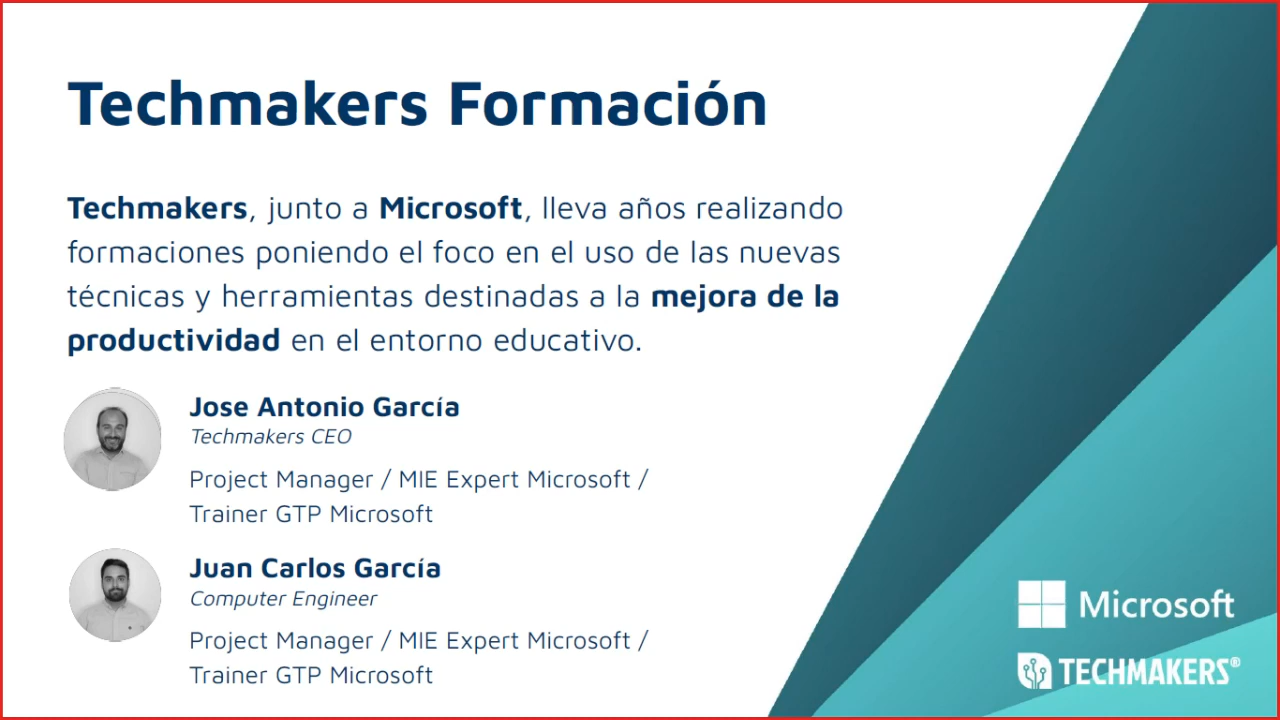 Techmakers Formación
Techmakers, junto a Microsoft, lleva años realizando
formaciones poniendo el foco en el uso de las nuevas
técnicas y herramientas destinadas a la mejora de la
productividad en el entorno educativo.
Jose Antonio García
Techmakers CEO
Project Manager / MIE Expert Microsoft /
Trainer GTP Microsoft
Juan Carlos García
Computer Engineer
Project Manager / MIE Expert Microsoft /
Trainer GTP Microsoft
Microsoft
TECHMAKERS®